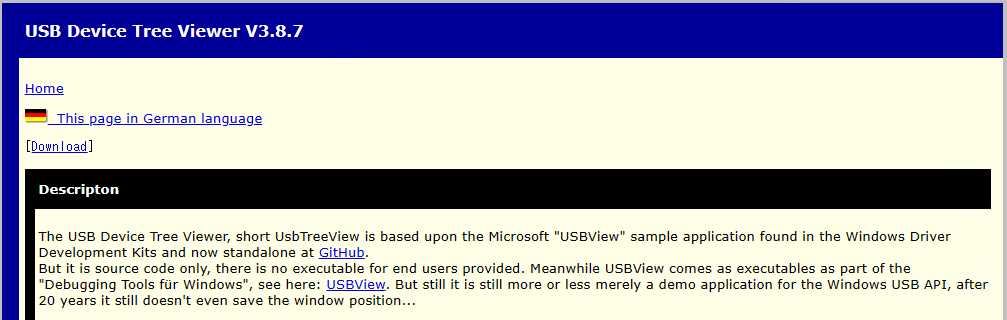 USB Device Tree Viewer V3.8.7
Home
This page in German language
[Download]
Descripton
The USB Device Tree Viewer, short UsbTreeView is based upon the Microsoft "USBView" sample application found in the Windows Driver
Development Kits and now standalone at GitHub.
But it is source code only, there is no executable for end users provided. Meanwhile USBView comes as executables as part of the
"Debugging Tools für Windows", see here: USBView. But still it is still more or less merely a demo application for the Windows USB API, after
20 years it still doesn't even save the window position...